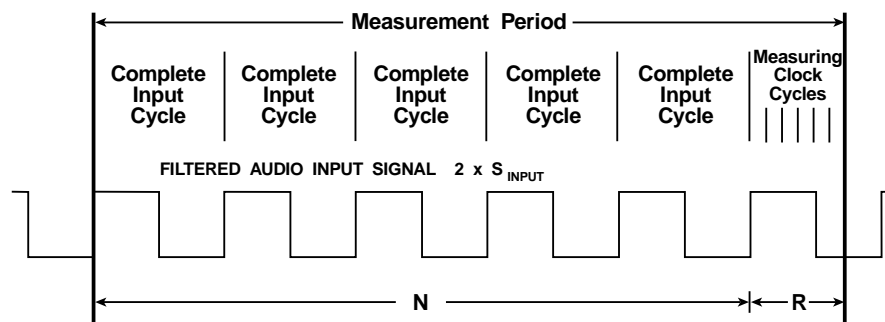 Measurement Period
Complete
Input
Cycle
Complete
Input
Cycle
Complete
Input
Cycle
Complete
Input
Cycle
Complete
Input
Cycle
Measuring
Clock
Cycles
FILTERED AUDIO INPUT SIGNAL 2 x S INPUT
N
R